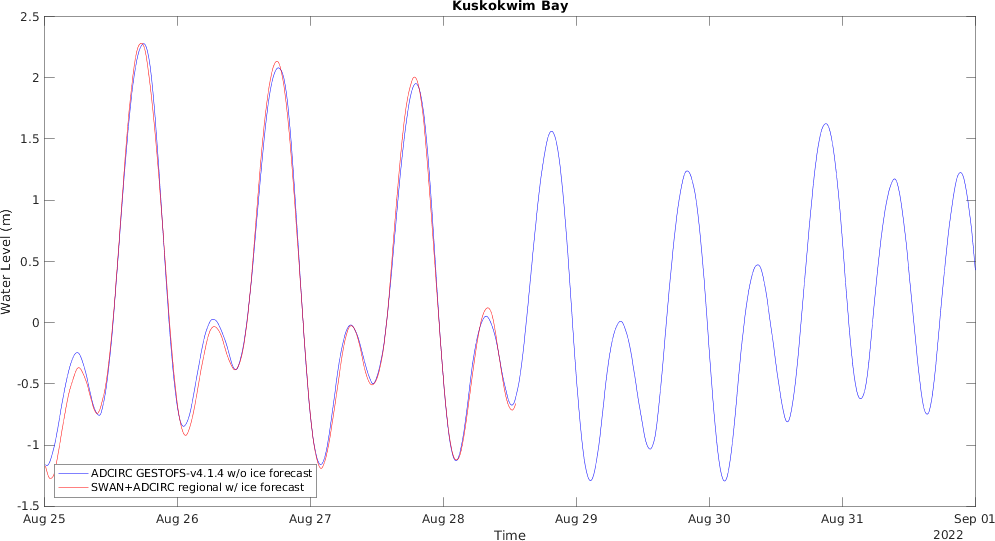 Kuskokwim Bay
2.5
2
1.5
1
0.5
0
-0.5
-1
-1.5
Water Level (m)
ADCIRC GESTOFS-v4.1.4 w/o ice forecast
SWAN+ADCIRC regional w/ ice forecast
Aug 25 Aug 26 Aug 27 Aug 28 Aug 29 Aug 30 Aug 31 Sep 01
Time
2022